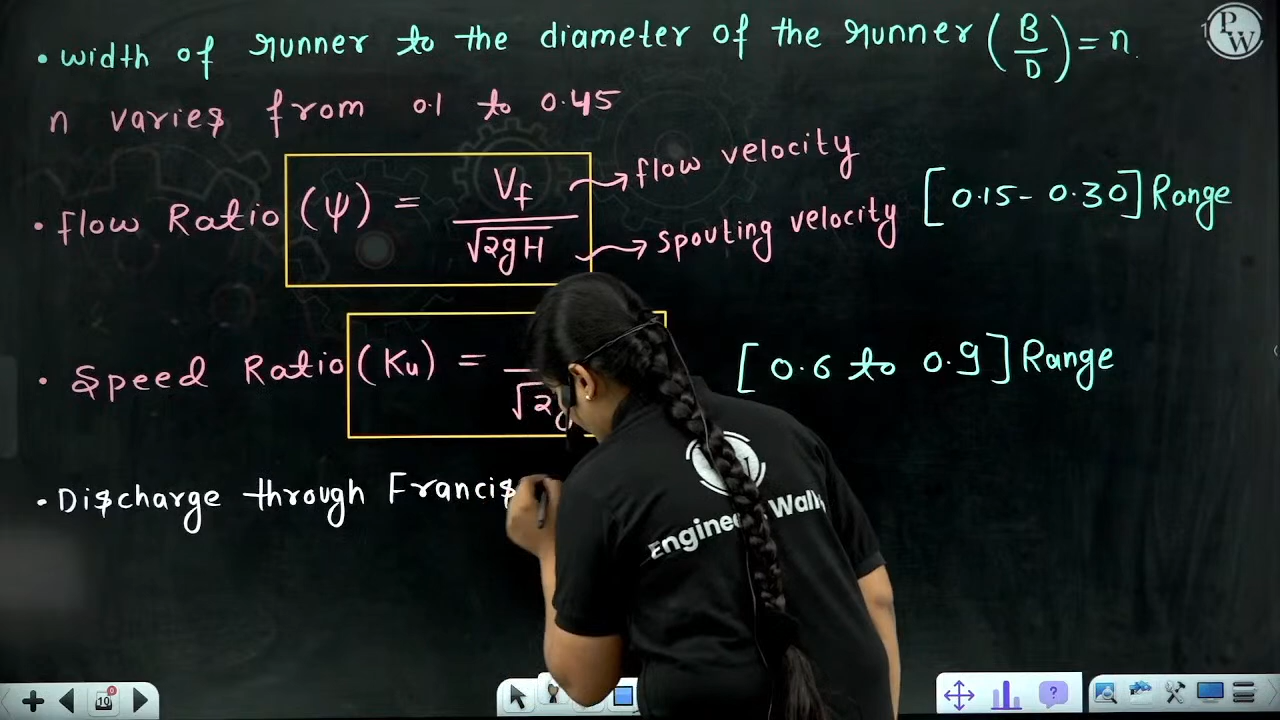 • width of runner to the diameter of the runner (B/D) = n
n varies from 0.1 to 0.45
• Flow Ratio (ψ) = Vf/√2gH → flow velocity → spouting velocity [0.15 - 0.30] Range
• Speed Ratio (Ku) = √2g [0.6 to 0.9] Range
• Discharge through Francis
PW